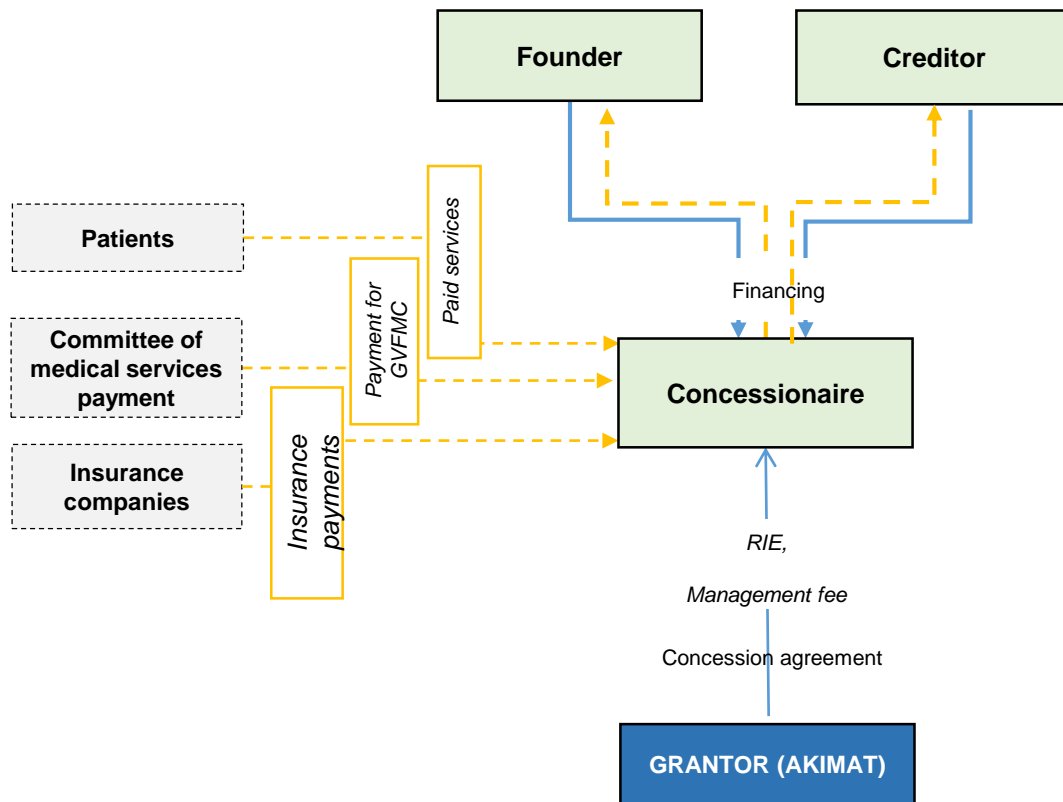 Founder
Creditor
Patients
Paid services
Committee of
medical services
payment
Payment for
GVFMC
Financing
Insurance
companies
Insurance
payments
Concessionaire
RIE,
Management fee
Concession agreement
GRANTOR (AKIMAT)